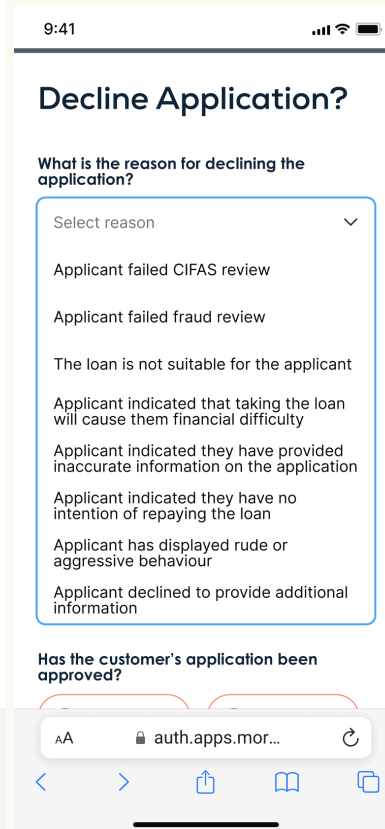 9:41
Decline Application?
What is the reason for declining the
application?
Select reason
Applicant failed CIFAS review
Applicant failed fraud review
The loan is not suitable for the applicant
Applicant indicated that taking the loan
will cause them financial difficulty
Applicant indicated they have provided
inaccurate information on the application
Applicant indicated they have no
intention of repaying the loan
Applicant has displayed rude or
aggressive behaviour
Applicant declined to provide additional
information
Has the customer's application been
approved?
AA auth.apps.mor...